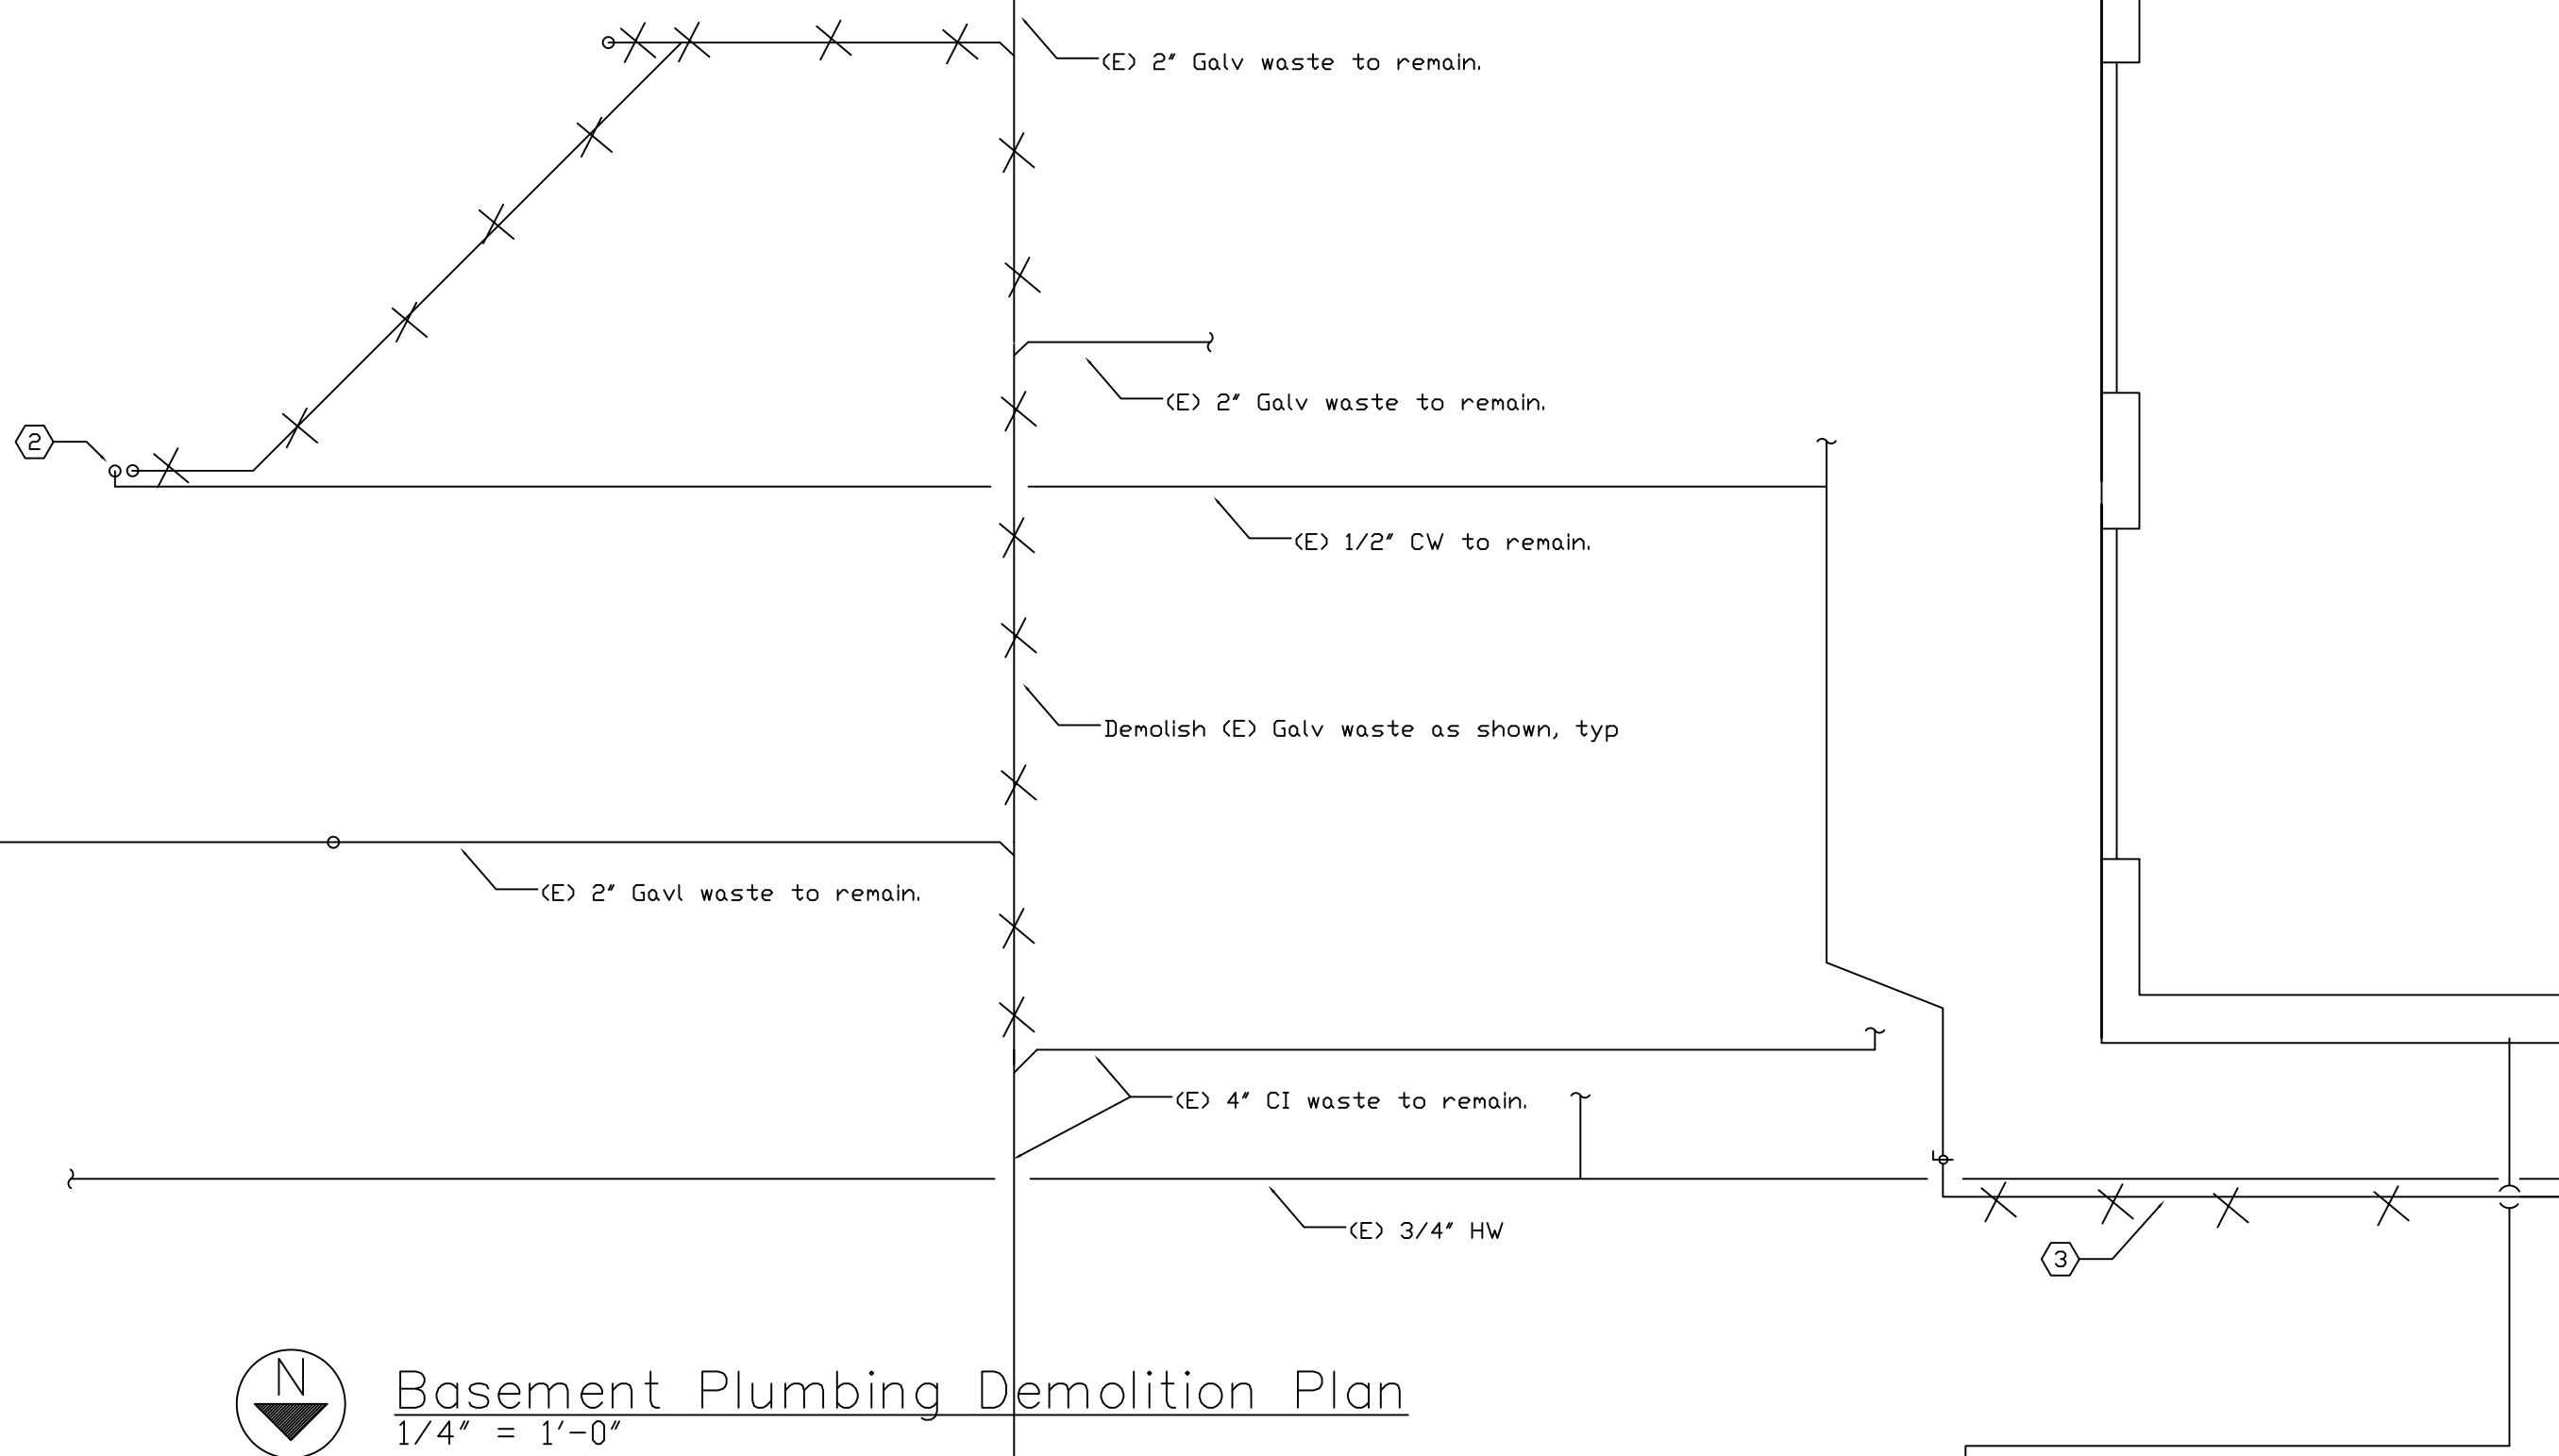 (E) 2" Galv waste to remain.
(E) 2" Galv waste to remain.
2
(E) 1/2" CW to remain.
Demolish (E) Galv waste as shown, typ
(E) 2" Gavl waste to remain.
(E) 4" CI waste to remain.
(E) 3/4" HW
3
N
Basement Plumbing Demolition Plan
1/4" = 1'-0"